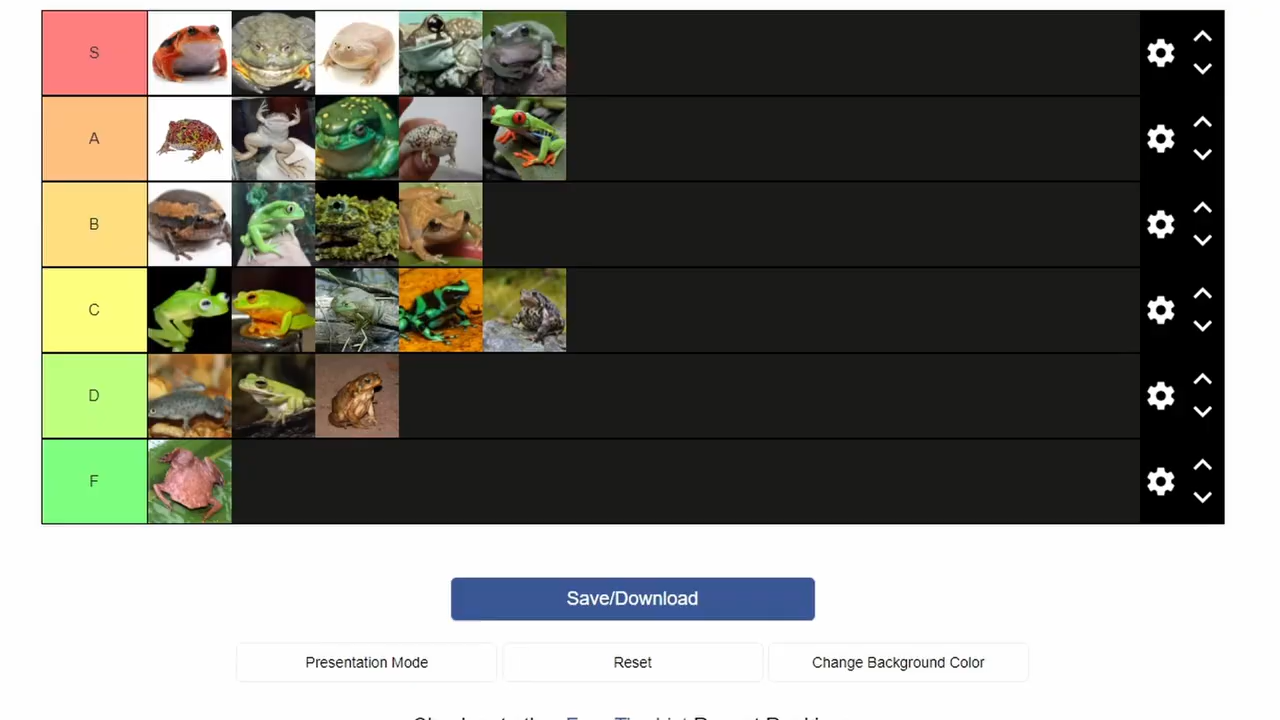 S
A
B
C
D
F
Save/Download
Presentation Mode
Reset
Change Background Color